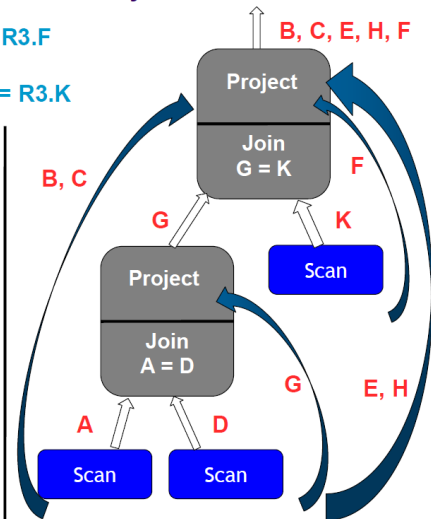 R3.F
B, C, E, H, F
= R3.K
Project
Join
G = K
B, C
F
G
K
Scan
Project
Join
A = D
G
E, H
A
D
Scan
Scan